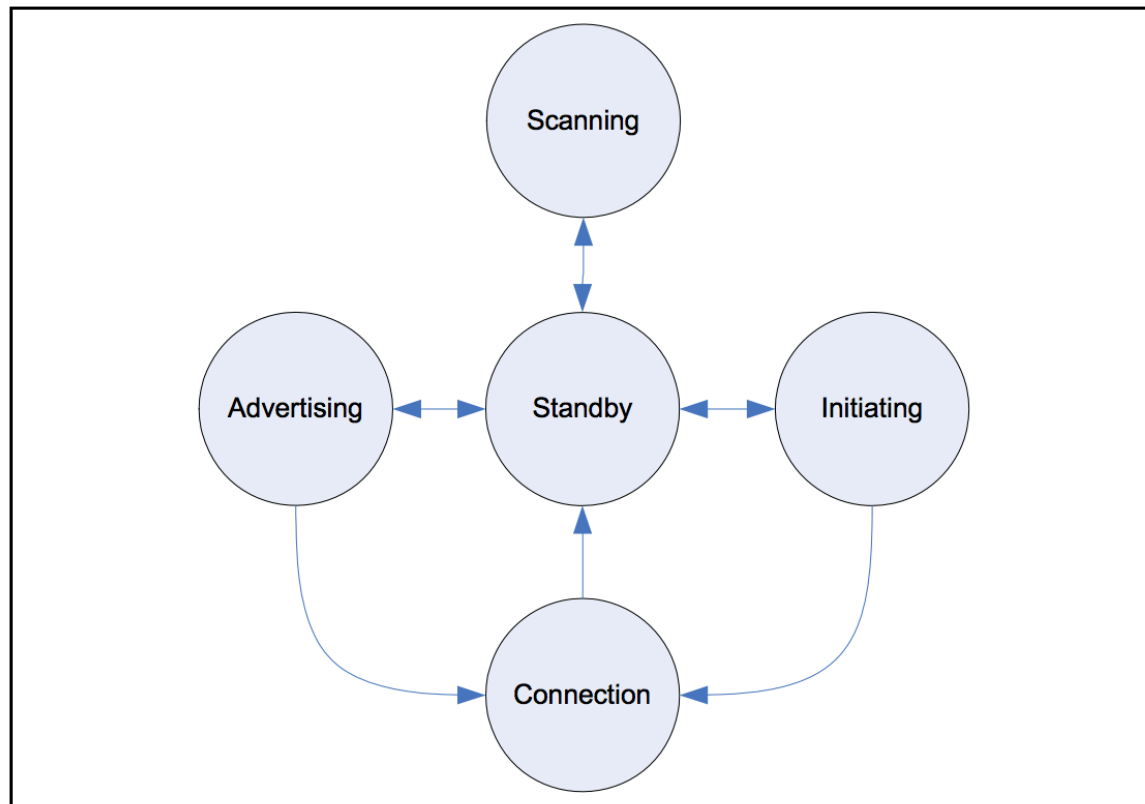 Scanning
Advertising
Standby
Initiating
Connection